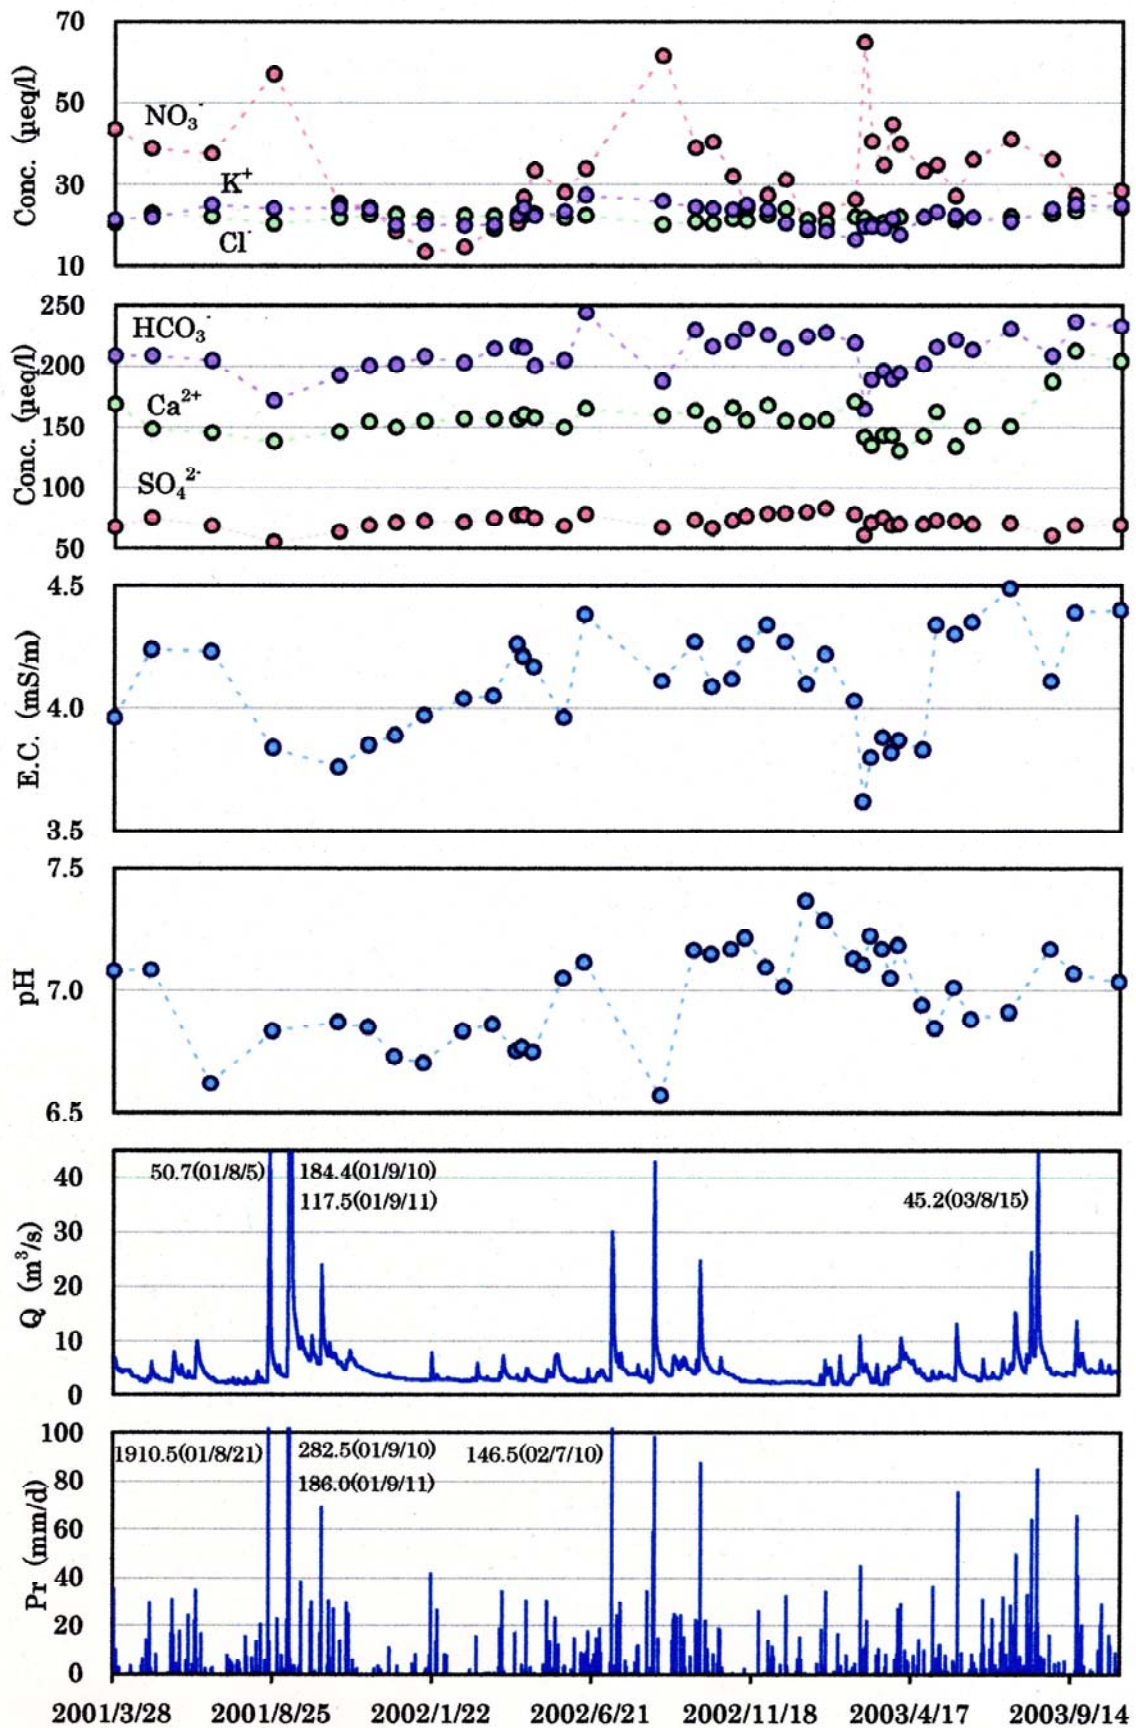 70
50
30
10
Conc. (μeq/l)
NO₃⁻
K⁺
Cl⁻
250
200
150
100
50
Conc. (μeq/l)
HCO₃⁻
Ca²⁺
SO₄²⁻
4.5
4.0
3.5
E.C. (mS/m)
7.5
7.0
6.5
pH
40
30
20
10
0
Q (m³/s)
50.7(01/8/5) 184.4(01/9/10)
117.5(01/9/11)
45.2(03/8/15)
100
80
60
40
20
0
Pr (mm/d)
1910.5(01/8/21) 282.5(01/9/10) 146.5(02/7/10)
186.0(01/9/11)
2001/3/28 2001/8/25 2002/1/22 2002/6/21 2002/11/18 2003/4/17 2003/9/14